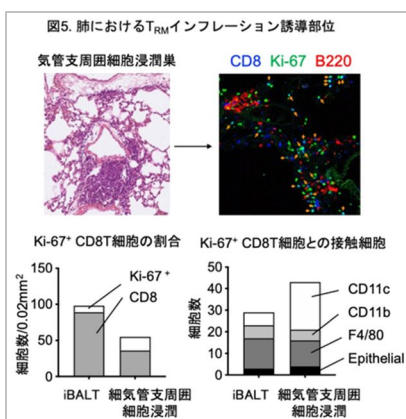 図5. 肺におけるTRMインフレーション誘導部位
気管支周囲細胞浸潤巣
CD8 Ki-67 B220
Ki-67+ CD8T細胞の割合
細胞数/0.02mm2
150
100
50
0
Ki-67+
CD8
iBALT
細気管支周囲
細胞浸潤
Ki-67+ CD8T細胞との接触細胞
細胞数
50
40
30
20
10
0
CD11c
CD11b
F4/80
Epithelial
iBALT
細気管支周囲
細胞浸潤